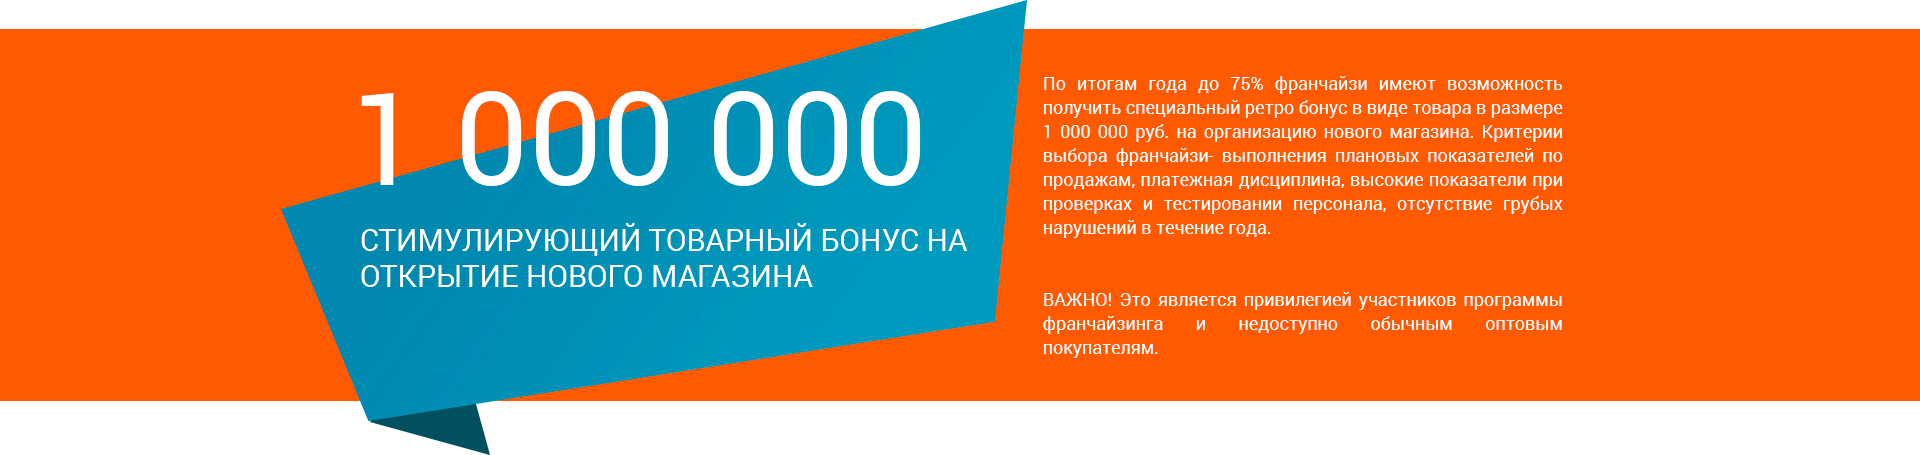 1 000 000
СТИМУЛИРУЮЩИЙ ТОВАРНЫЙ БОНУС НА
ОТКРЫТИЕ НОВОГО МАГАЗИНА
По итогам года до 75% франчайзи имеют возможность
получить специальный ретро бонус в виде товара в размере
1 000 000 руб. на организацию нового магазина. Критерии
выбора франчайзи- выполнения плановых показателей по
продажам, платежная дисциплина, высокие показатели при
проверках и тестировании персонала, отсутствие грубых
нарушений в течение года.
ВАЖНО! Это является привилегией участников программы
франчайзинга и недоступно обычным оптовым
покупателям.